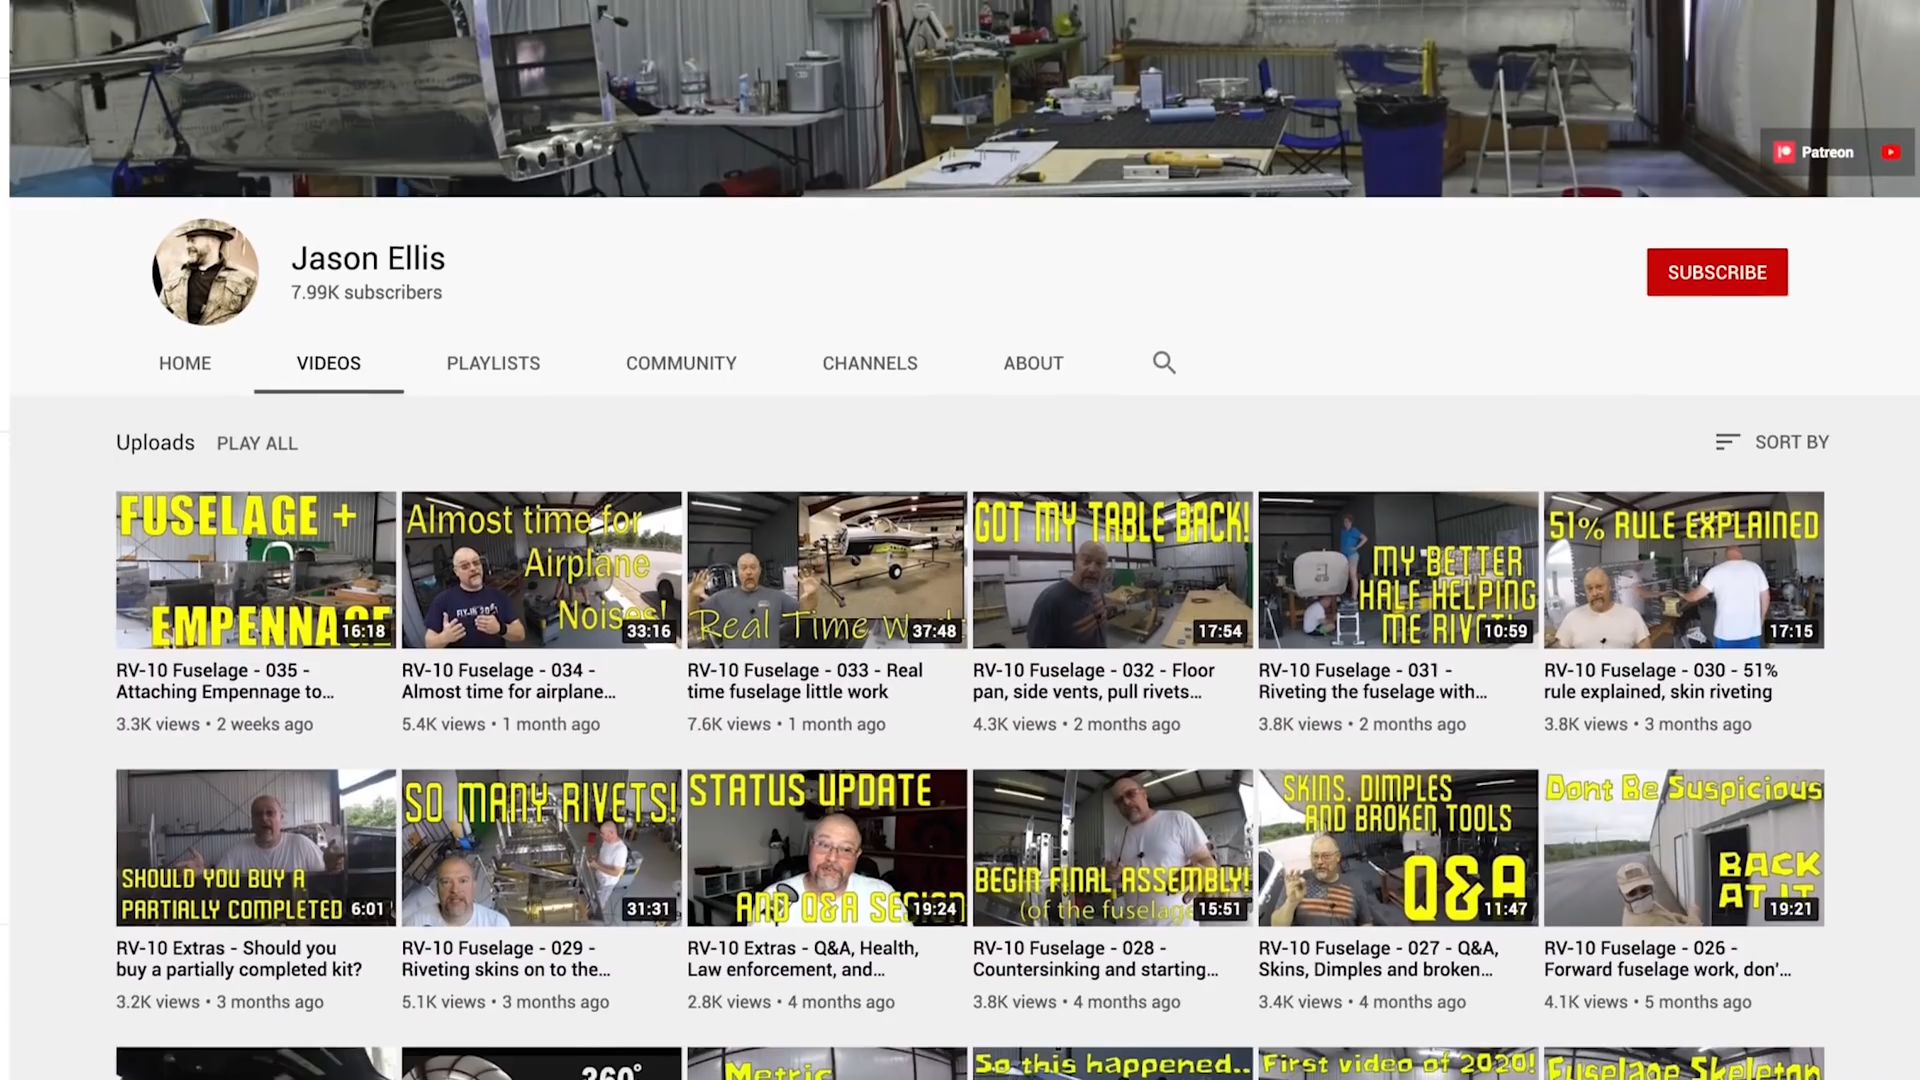 Patreon
Jason Ellis
7.99K subscribers
SUBSCRIBE
HOME
VIDEOS
PLAYLISTS
COMMUNITY
CHANNELS
ABOUT
Uploads
PLAY ALL
SORT BY
FUSELAGE +
EMPENNAGE
16:18
RV-10 Fuselage - 035 -
Attaching Empennage to...
3.3K views • 2 weeks ago
Almost time for
Airplane
Noises!
33:16
RV-10 Fuselage - 034 -
Almost time for airplane...
5.4K views • 1 month ago
Real Time
37:48
RV-10 Fuselage - 033 - Real
time fuselage little work
7.6K views • 1 month ago
GOT MY TABLE BACK!
17:54
RV-10 Fuselage - 032 - Floor
pan, side vents, pull rivets...
4.3K views • 2 months ago
MY BETTER
HALF HELPING
ME
10:59
RV-10 Fuselage - 031 -
Riveting the fuselage with...
3.8K views • 2 months ago
51% RULE EXPLAINED
17:15
RV-10 Fuselage - 030 - 51%
rule explained, skin riveting
3.8K views • 3 months ago
SHOULD YOU BUY A
PARTIALLY COMPLETED
6:01
RV-10 Extras - Should you
buy a partially completed kit?
3.2K views • 3 months ago
SO MANY RIVETS!
31:31
RV-10 Fuselage - 029 -
Riveting skins on to the...
5.1K views • 3 months ago
STATUS UPDATE
AND Q&A
19:24
RV-10 Extras - Q&A, Health,
Law enforcement, and...
2.8K views • 4 months ago
BEGIN FINAL ASSEMBLY!
(of the fuselage
15:51
RV-10 Fuselage - 028 -
Countersinking and starting...
3.8K views • 4 months ago
SKINS, DIMPLES
AND BROKEN TOOLS
Q&A
11:47
RV-10 Fuselage - 027 - Q&A,
Skins, Dimples and broken...
3.4K views • 4 months ago
Dont Be Suspicious
BACK
AT IT
19:21
RV-10 Fuselage - 026 -
Forward fuselage work, don'...
4.1K views • 5 months ago
360°
Metric
So this happened..
First video of 2020!
Fuselage Skeleton